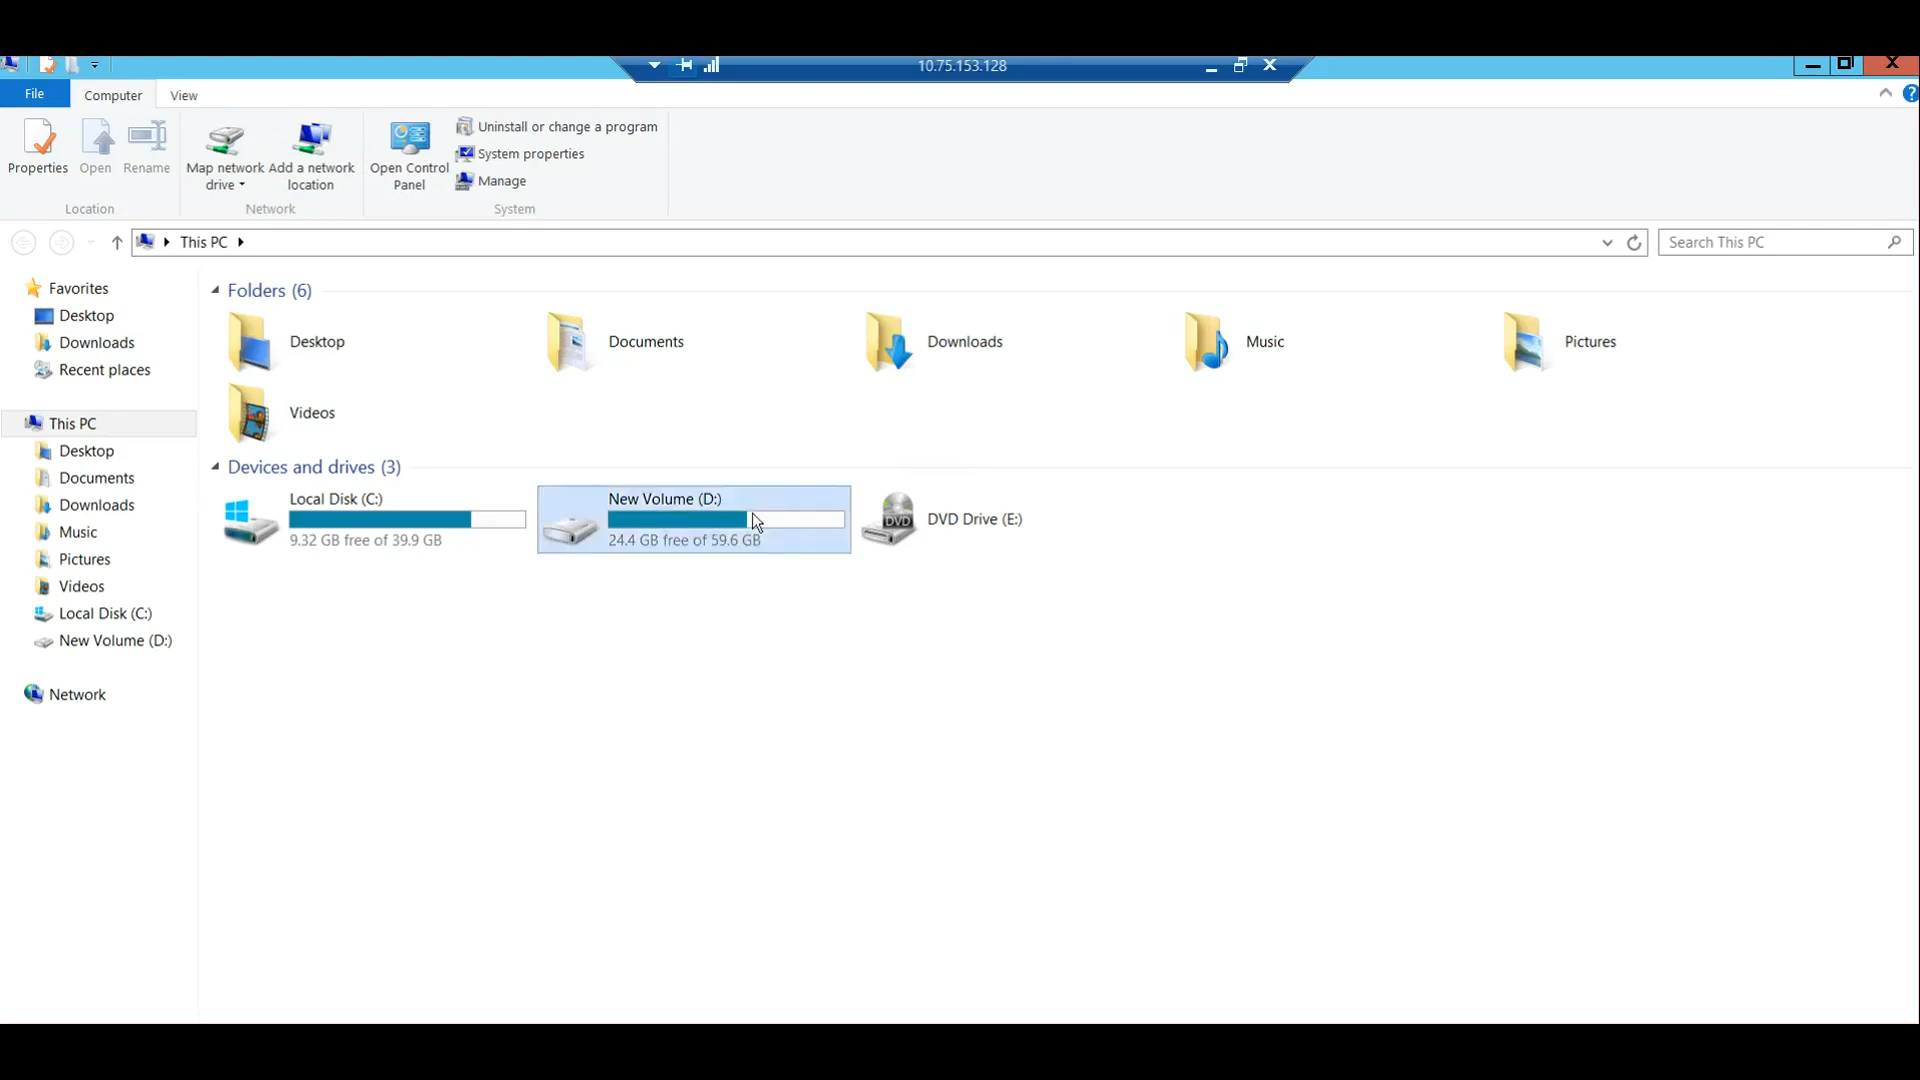 10.75.153.128
File
Computer
View
Properties
Open
Rename
Map network drive
Add a network location
Open Control Panel
Uninstall or change a program
System properties
Manage
Location
Network
System
This PC
Search This PC
Favorites
Desktop
Downloads
Recent places
This PC
Desktop
Documents
Downloads
Music
Pictures
Videos
Local Disk (C:)
New Volume (D:)
Network
Folders (6)
Desktop
Documents
Downloads
Music
Pictures
Videos
Devices and drives (3)
Local Disk (C:)
9.32 GB free of 39.9 GB
New Volume (D:)
24.4 GB free of 59.6 GB
DVD
DVD Drive (E:)